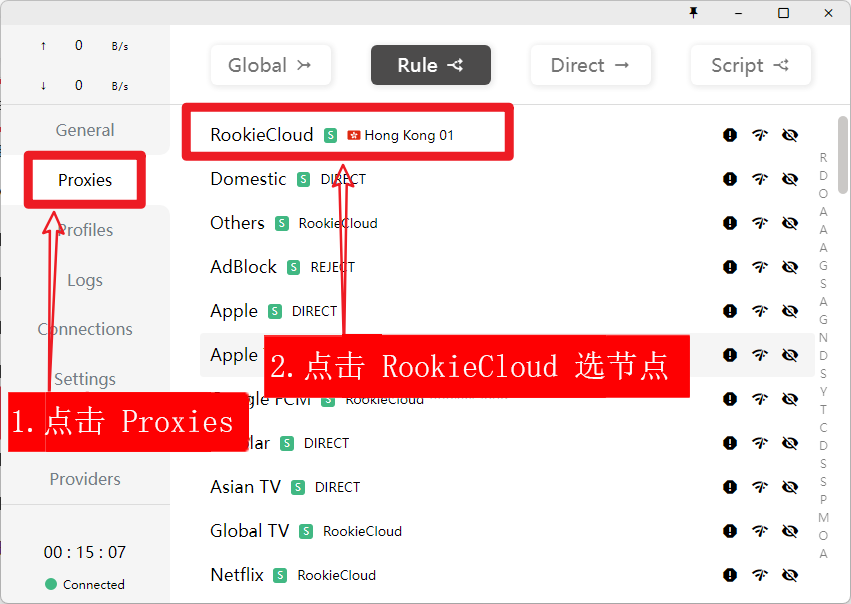 ↑ 0 B/s
↓ 0 B/s
Global
Rule
Direct →
Script
General
Proxies
Profiles
Logs
Connections
Settings
Providers
00 : 15 : 07
Connected
RookieCloud S Hong Kong 01
Domestic S DIRECT
Others S RookieCloud
AdBlock S REJECT
Apple S DIRECT
Apple
FCM S RookieCloud
S DIRECT
Asian TV S DIRECT
Global TV S RookieCloud
Netflix S RookieCloud
1.点击 Proxies
2.点击 RookieCloud 选节点
R
D
O
A
A
A
G
S
A
G
N
D
S
Y
T
C
D
S
S
P
M
O
A